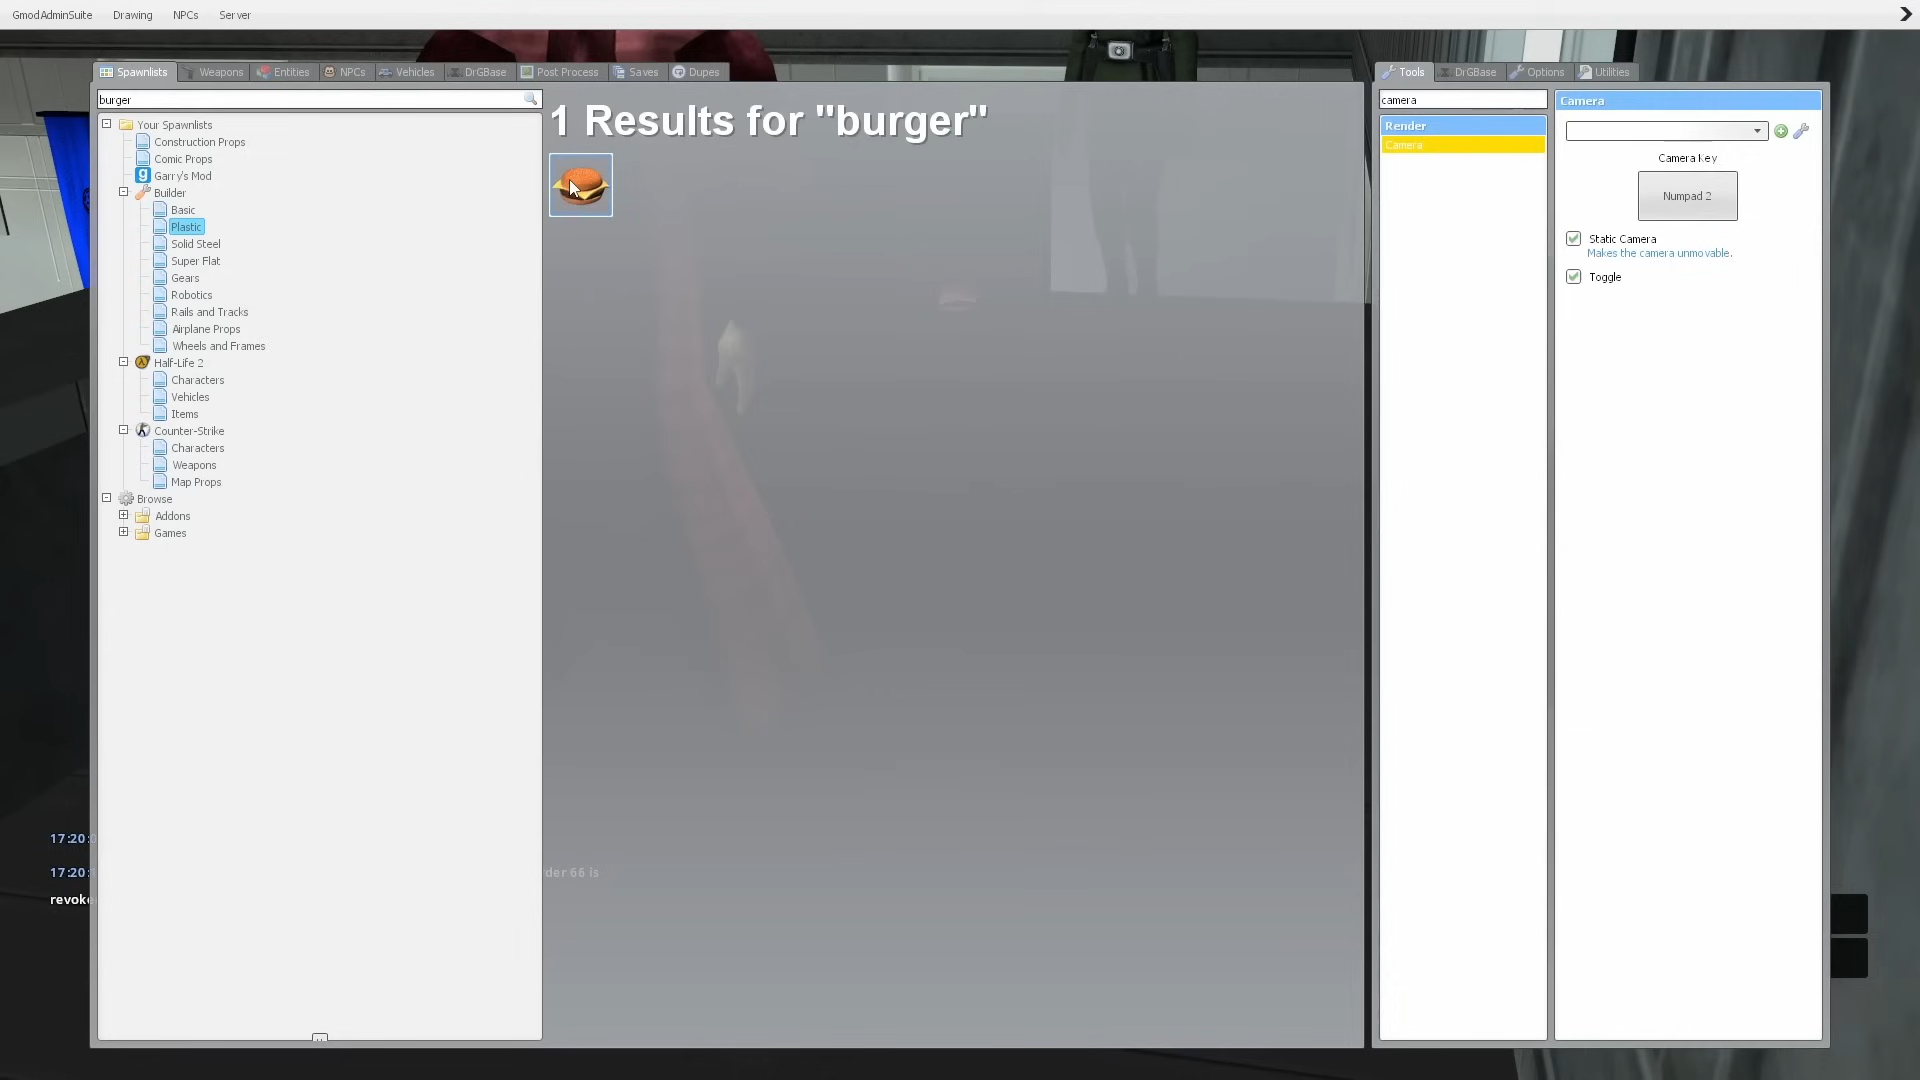 GmodAdminSuite Drawing NPCs Server
Spawnlists Weapons Entities NPCs Vehicles DrGBase Post Process Saves Dupes
burger
Your Spawnlists
Construction Props
Comic Props
Garry's Mod
Builder
Basic
Plastic
Solid Steel
Super Flat
Gears
Robotics
Rails and Tracks
Airplane Props
Wheels and Frames
Half-Life 2
Characters
Vehicles
Items
Counter-Strike
Characters
Weapons
Map Props
Browse
Addons
Games
1 Results for "burger"
Tools DrGBase Options Utilities
camera
Render
Camera
Camera
Camera Key
Numpad 2
Static Camera
Makes the camera unmovable.
Toggle
17:20:
17:20: 66 is